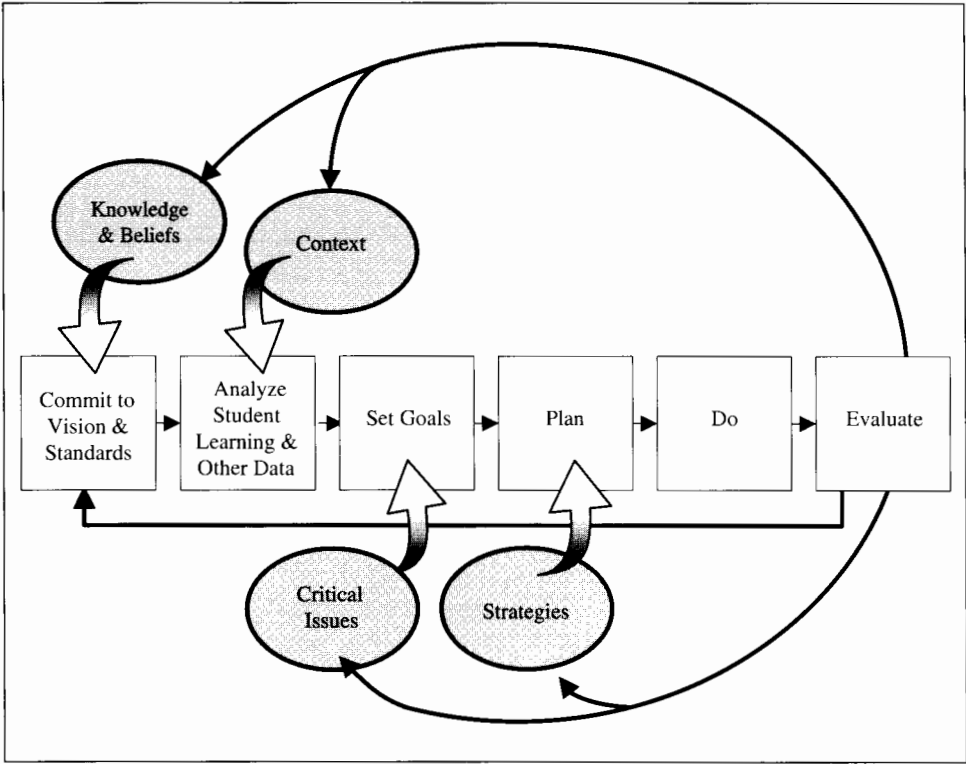 Knowledge
& Beliefs
Context
Commit to
Vision &
Standards
Analyze
Student
Learning &
Other Data
Set Goals
Plan
Do
Evaluate
Critical
Issues
Strategies